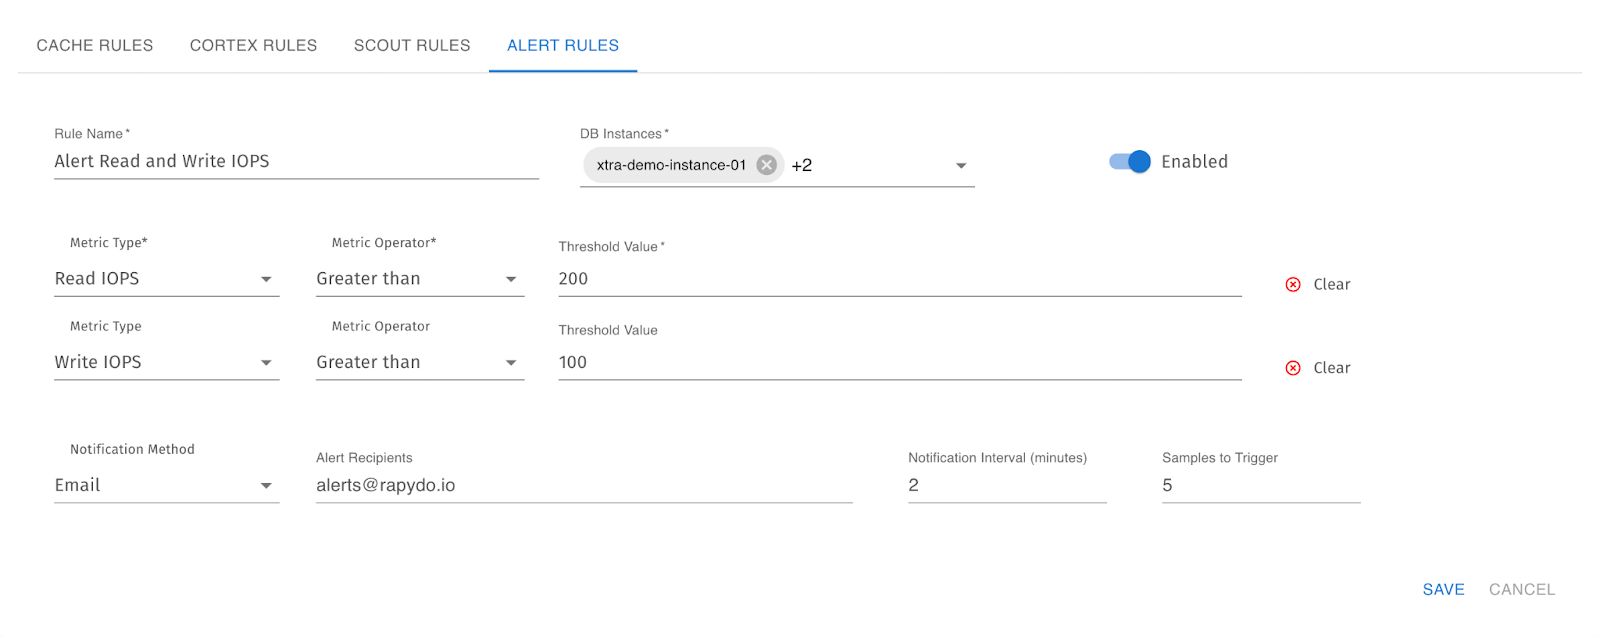 CACHE RULES CORTEX RULES SCOUT RULES ALERT RULES
Rule Name* DB Instances*
Alert Read and Write IOPS xtra-demo-instance-01 +2 Enabled
Metric Type* Metric Operator* Threshold Value*
Read IOPS Greater than 200 Clear
Metric Type Metric Operator Threshold Value
Write IOPS Greater than 100 Clear
Notification Method Alert Recipients Notification Interval (minutes) Samples to Trigger
Email alerts@rapydo.io 2 5
SAVE CANCEL